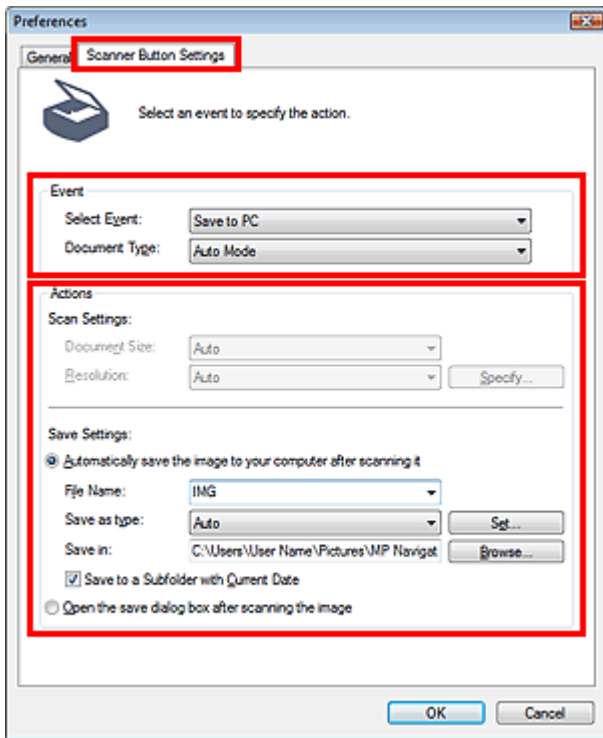 Preferences
General Scanner Button Settings
Select an event to specify the action.
Event
Select Event: Save to PC
Document Type: Auto Mode
Actions
Scan Settings:
Document Size: Auto
Resolution: Auto Specify...
Save Settings:
Automatically save the image to your computer after scanning it
File Name: IMG
Save as type: Auto Set...
Save in: C:\Users\User Name\Pictures\MP Navigat Browse...
Save to a Subfolder with Current Date
Open the save dialog box after scanning the image
OK Cancel